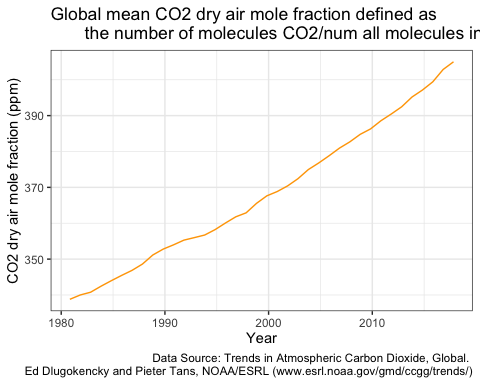 Global mean CO2 dry air mole fraction defined as
the number of molecules CO2/num all molecules in
CO2 dry air mole fraction (ppm)
390
370
350
1980
1990
2000
2010
Year
Data Source: Trends in Atmospheric Carbon Dioxide, Global.
Ed Dlugokencky and Pieter Tans, NOAA/ESRL (www.esrl.noaa.gov/gmd/ccgg/trends/)